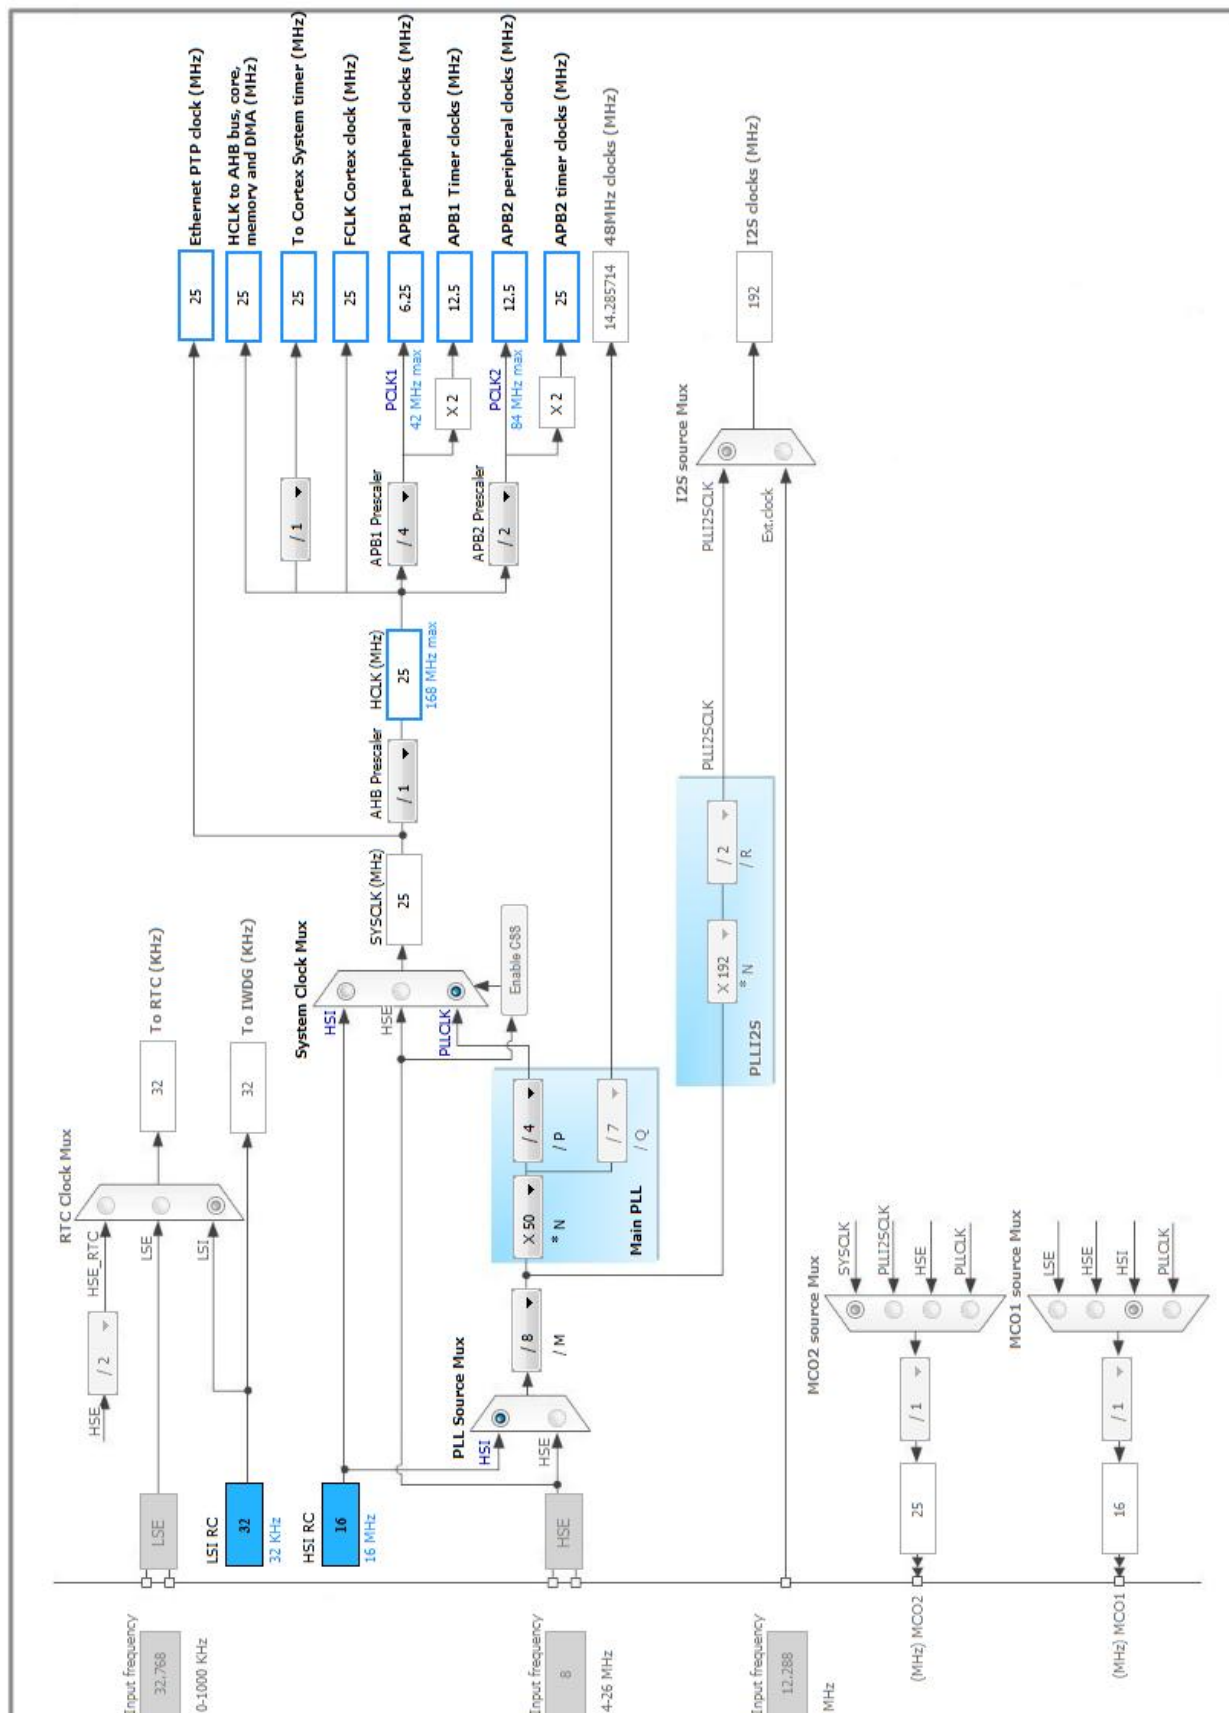 Input frequency
32.768
0-1000 KHz
LSE
HSE
/ 2
HSE_RTC
LSE
LSI
RTC Clock Mux
32
To RTC (KHz)
LSI RC
32
32 KHz
32
To IWDG (KHz)
HSI RC
16
16 MHz
Input frequency
8
4-26 MHz
HSE
PLL Source Mux
HSI
HSE
/ 8
/ M
Main PLL
X 50
* N
/ 4
/ P
/ 7
/ Q
System Clock Mux
HSI
HSE
PLLCLK
Enable CSS
SYSCLK (MHz)
25
AHB Prescaler
/ 1
HCLK (MHz)
25
168 MHz max
25
Ethernet PTP clock (MHz)
25
HCLK to AHB bus, core,
memory and DMA (MHz)
/ 1
25
To Cortex System timer (MHz)
25
FCLK Cortex clock (MHz)
APB1 Prescaler
/ 4
PCLK1
42 MHz max
6.25
APB1 peripheral clocks (MHz)
X 2
12.5
APB1 Timer clocks (MHz)
APB2 Prescaler
/ 2
PCLK2
84 MHz max
12.5
APB2 peripheral clocks (MHz)
X 2
25
APB2 timer clocks (MHz)
14.285714
48MHz clocks (MHz)
PLLI2S
X 192
* N
/ 2
/ R
PLLI2SCLK
PLLI2SCLK
Ext.clock
I2S source Mux
192
I2S clocks (MHz)
Input frequency
12.288
MHz
MCO2 source Mux
SYSCLK
PLLI2SCLK
HSE
PLLCLK
/ 1
25
(MHz) MCO2
MCO1 source Mux
LSE
HSE
HSI
PLLCLK
/ 1
16
(MHz) MCO1